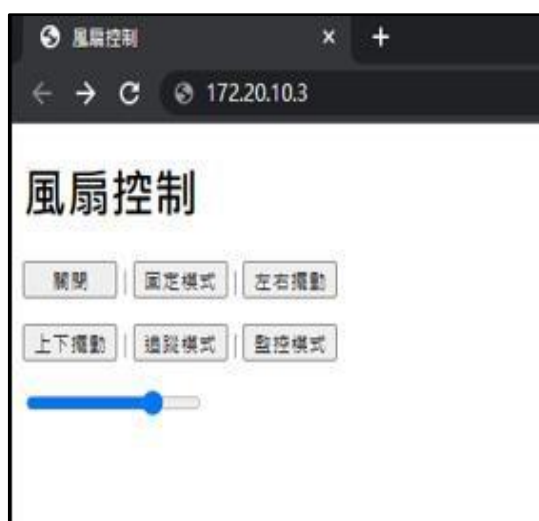 風扇控制
172.20.10.3
風扇控制
關閉 | 固定模式 | 左右擺動
上下擺動 | 追蹤模式 | 監控模式